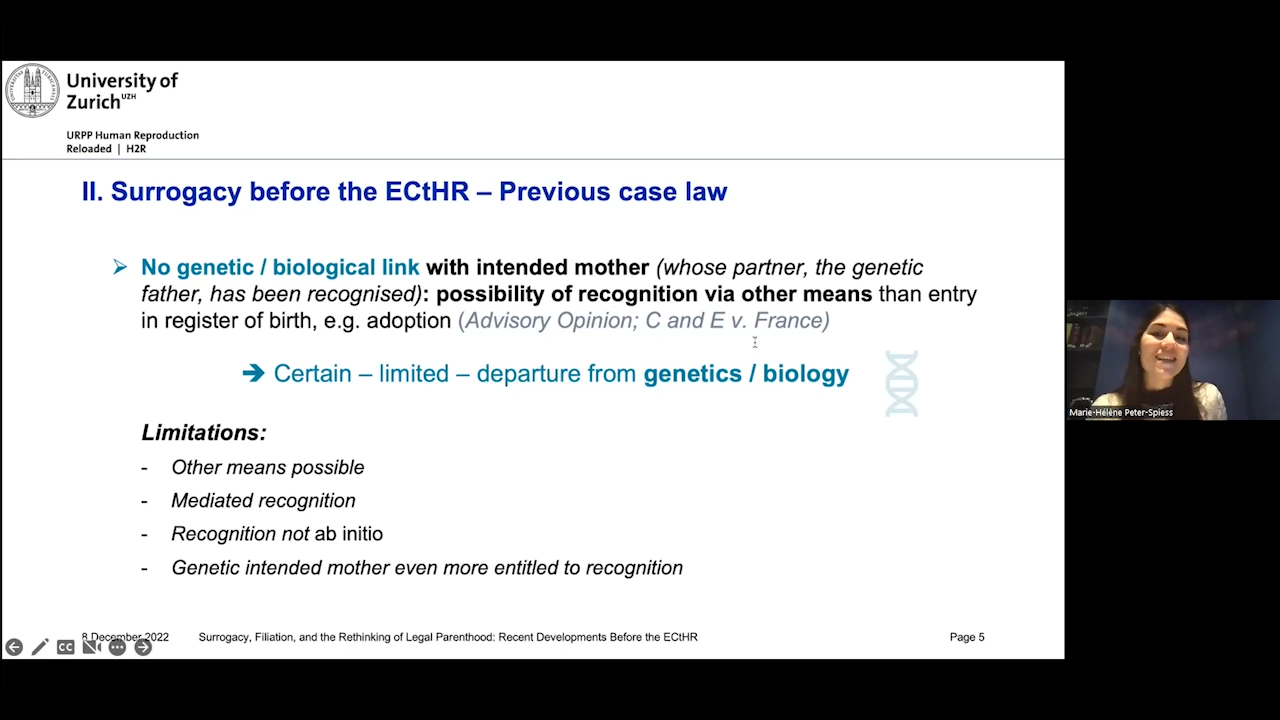 University of
Zurich UZH
URPP Human Reproduction
Reloaded | H2R
II. Surrogacy before the ECtHR – Previous case law
➢ No genetic / biological link with intended mother (whose partner, the genetic
father, has been recognised): possibility of recognition via other means than entry
in register of birth, e.g. adoption (Advisory Opinion; C and E v. France)
➔ Certain – limited – departure from genetics / biology
Limitations:
- Other means possible
- Mediated recognition
- Recognition not ab initio
- Genetic intended mother even more entitled to recognition
8 December 2022 Surrogacy, Filiation, and the Rethinking of Legal Parenthood: Recent Developments Before the ECtHR Page 5
CC
Marie-Hélène Peter-Spiess